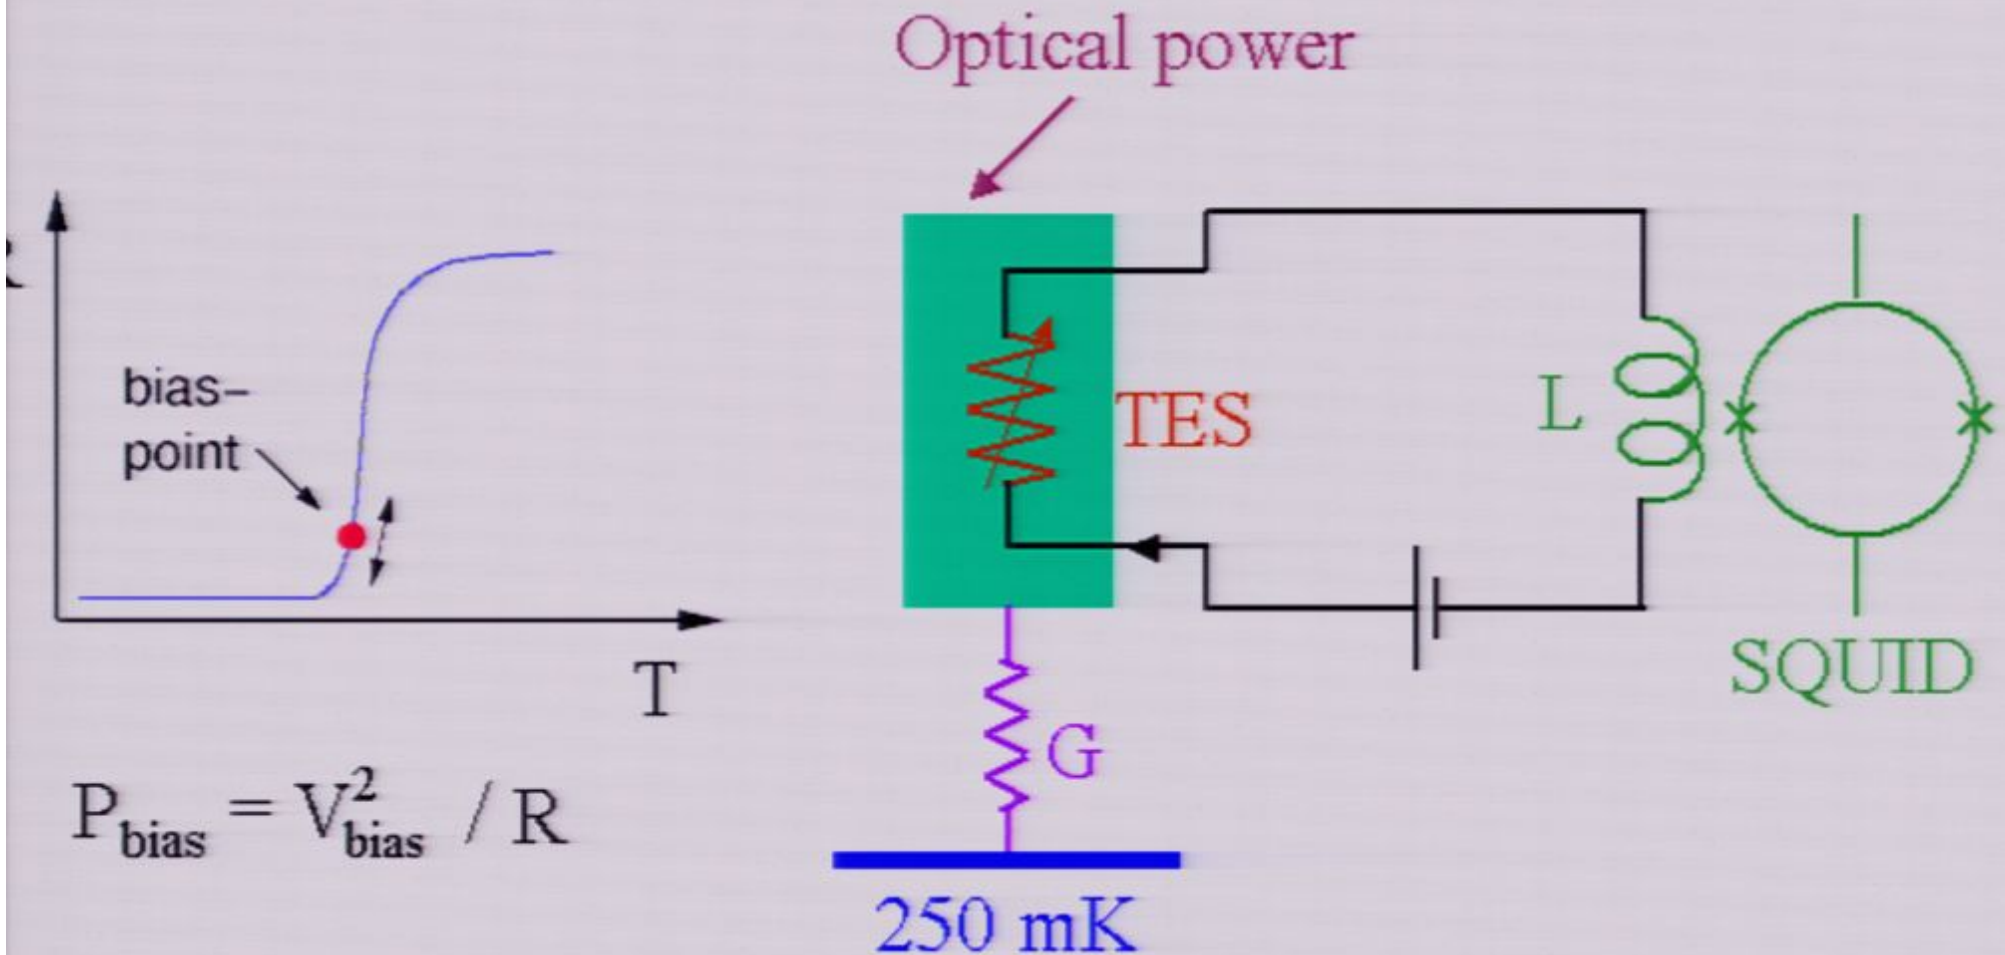 Optical power
bias–
point
TES
L
T
SQUID
G
P_bias = V²_bias / R
250 mK